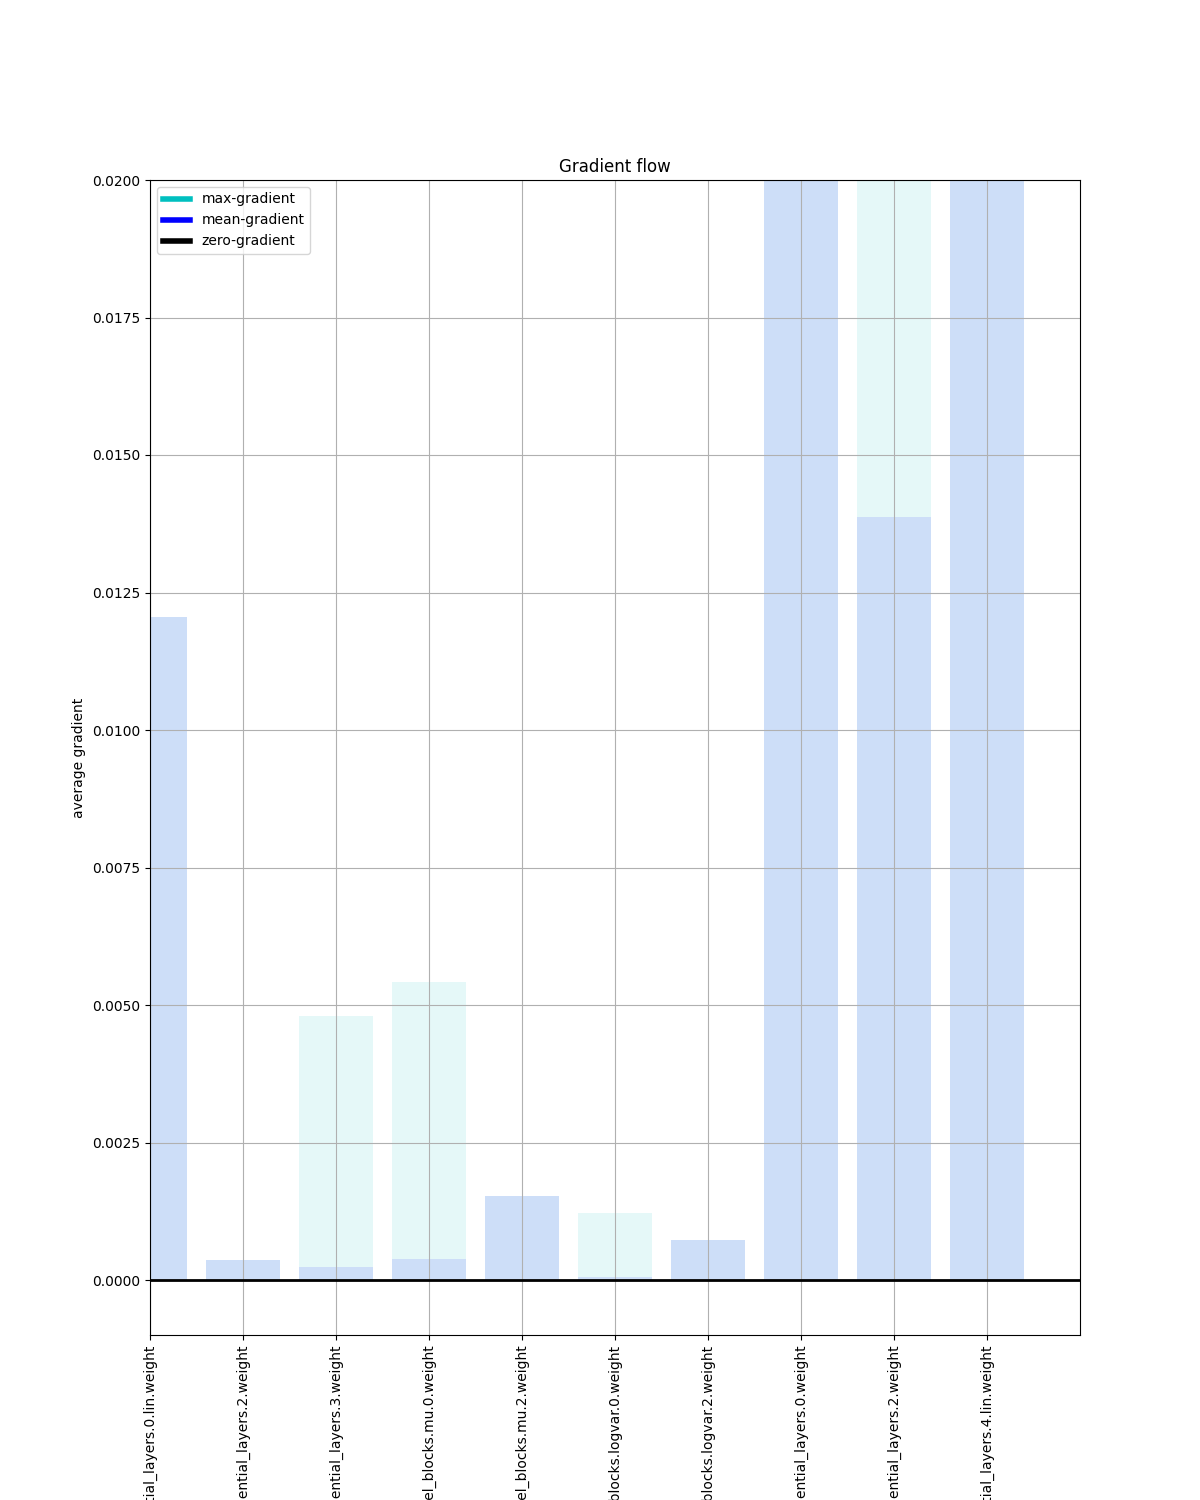 Gradient flow
max-gradient
mean-gradient
zero-gradient
average gradient
0.0200
0.0175
0.0150
0.0125
0.0100
0.0075
0.0050
0.0025
0.0000
tial_layers.0.lin.weight
ential_layers.2.weight
ential_layers.3.weight
el_blocks.mu.0.weight
el_blocks.mu.2.weight
blocks.logvar.0.weight
blocks.logvar.2.weight
ential_layers.0.weight
ential_layers.2.weight
tial_layers.4.lin.weight